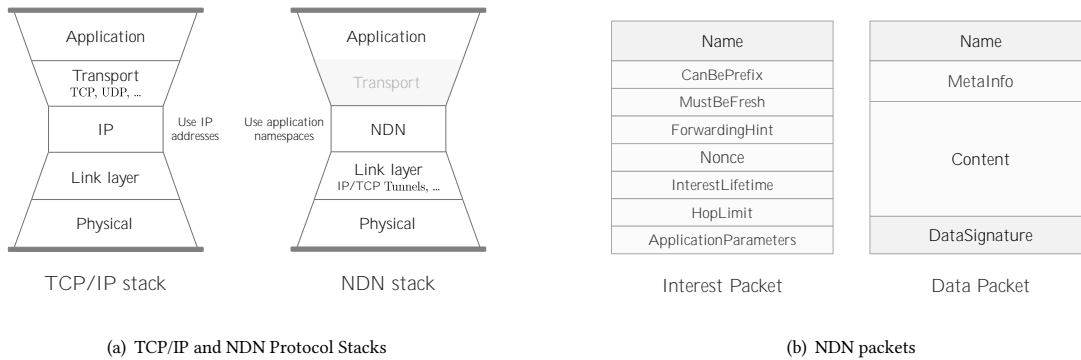 Application
Transport
TCP, UDP, ...
IP
Link layer
Physical
TCP/IP stack
Use IP
addresses
Use application
namespaces
Application
Transport
NDN
Link layer
IP/TCP Tunnels, ...
Physical
NDN stack
(a) TCP/IP and NDN Protocol Stacks
Name
CanBePrefix
MustBeFresh
ForwardingHint
Nonce
InterestLifetime
HopLimit
ApplicationParameters
Interest Packet
Name
MetaInfo
Content
DataSignature
Data Packet
(b) NDN packets